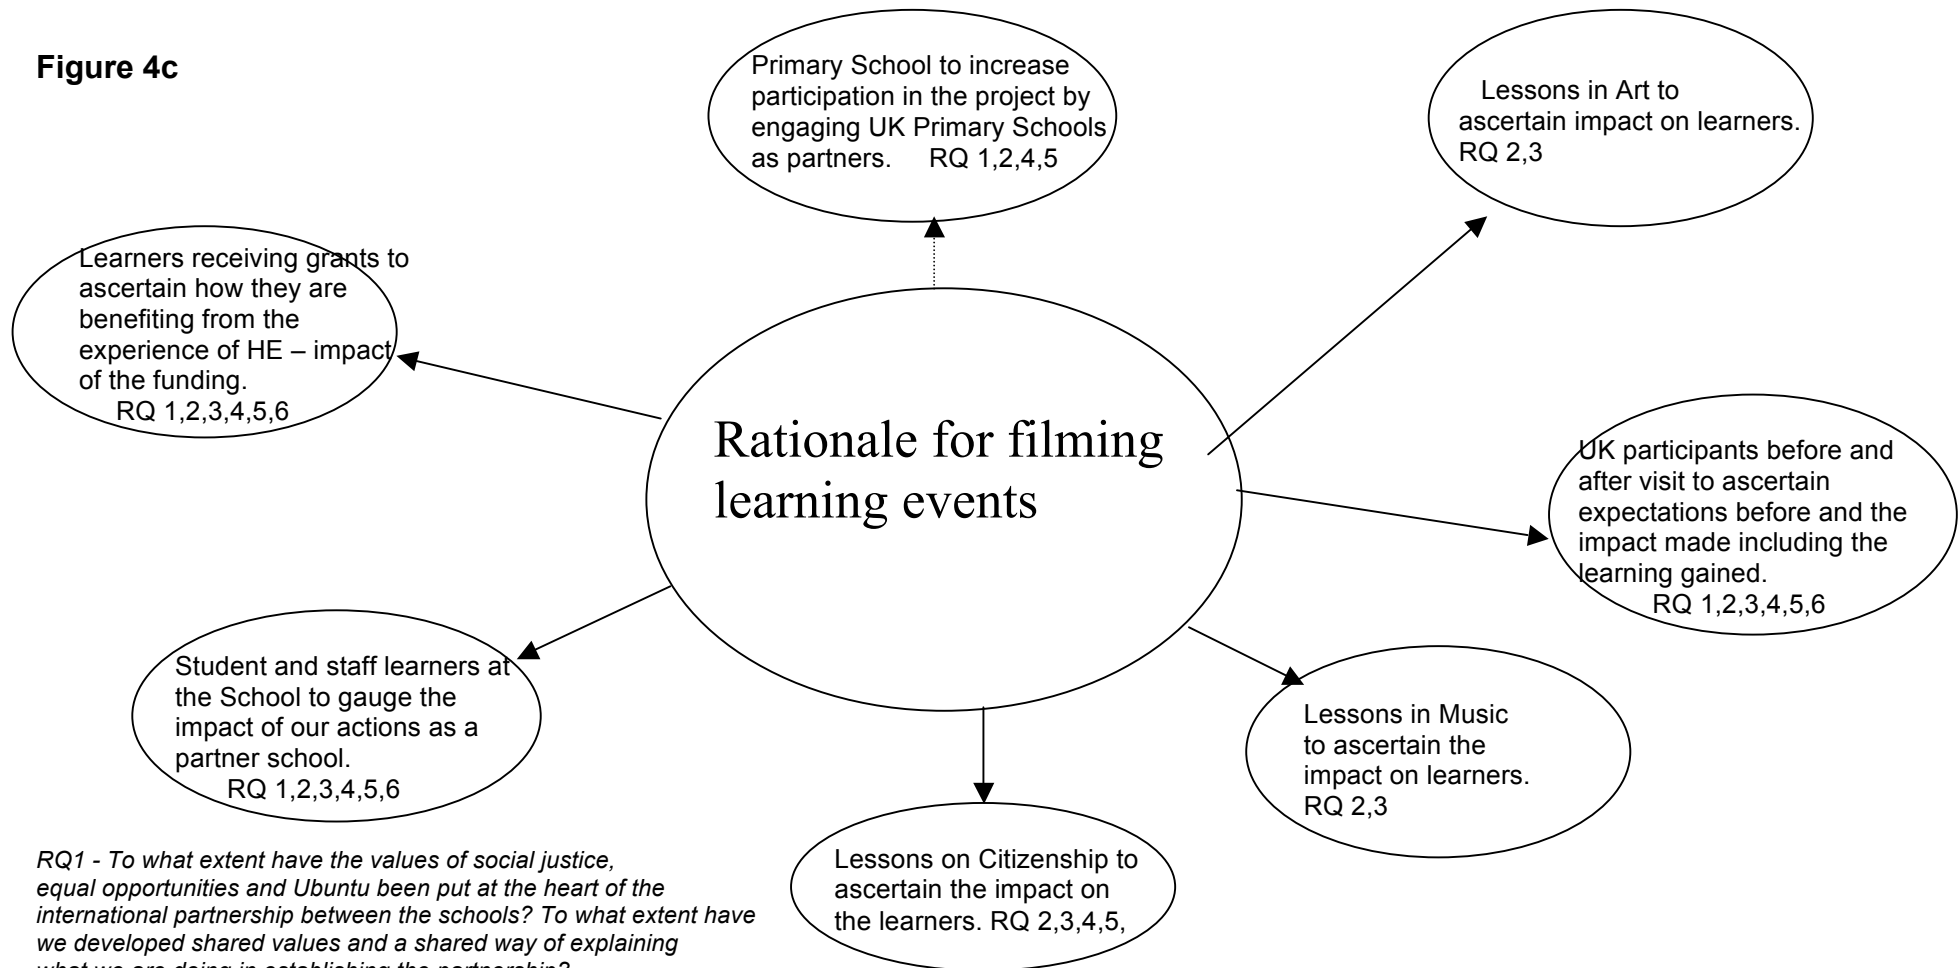 Figure 4c
Primary School to increase
participation in the project by
engaging UK Primary Schools
as partners. RQ 1,2,4,5
Lessons in Art to
ascertain impact on learners.
RQ 2,3
Learners receiving grants to
ascertain how they are
benefiting from the
experience of HE – impact
of the funding.
RQ 1,2,3,4,5,6
Rationale for filming
learning events
UK participants before and
after visit to ascertain
expectations before and the
impact made including the
learning gained.
RQ 1,2,3,4,5,6
Student and staff learners at
the School to gauge the
impact of our actions as a
partner school.
RQ 1,2,3,4,5,6
Lessons in Music
to ascertain the
impact on learners.
RQ 2,3
Lessons on Citizenship to
ascertain the impact on
the learners. RQ 2,3,4,5,
RQ1 - To what extent have the values of social justice,
equal opportunities and Ubuntu been put at the heart of the
international partnership between the schools? To what extent have
we developed shared values and a shared way of explaining
what we are doing in establishing the partnership?